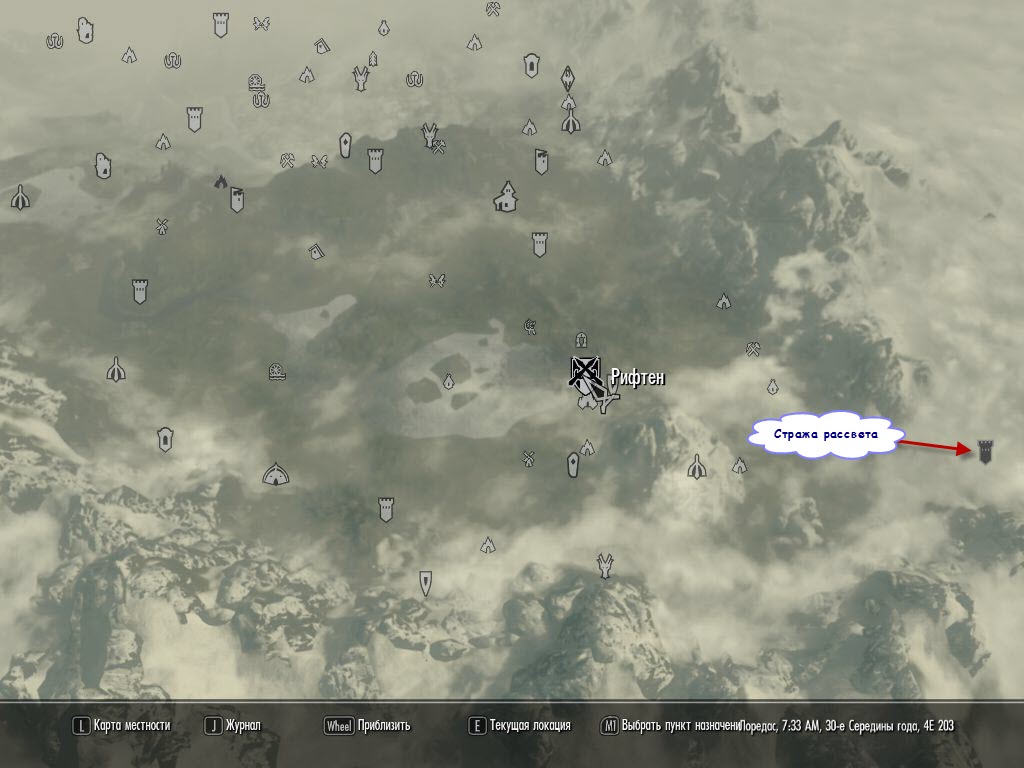 Рифтен
Стража рассвета
L Карта местности J Журнал Wheel Приблизить E Текущая локация M1 Выбрать пункт назначени Лоредас, 7:33 AM, 30-е Середины года, 4E 203